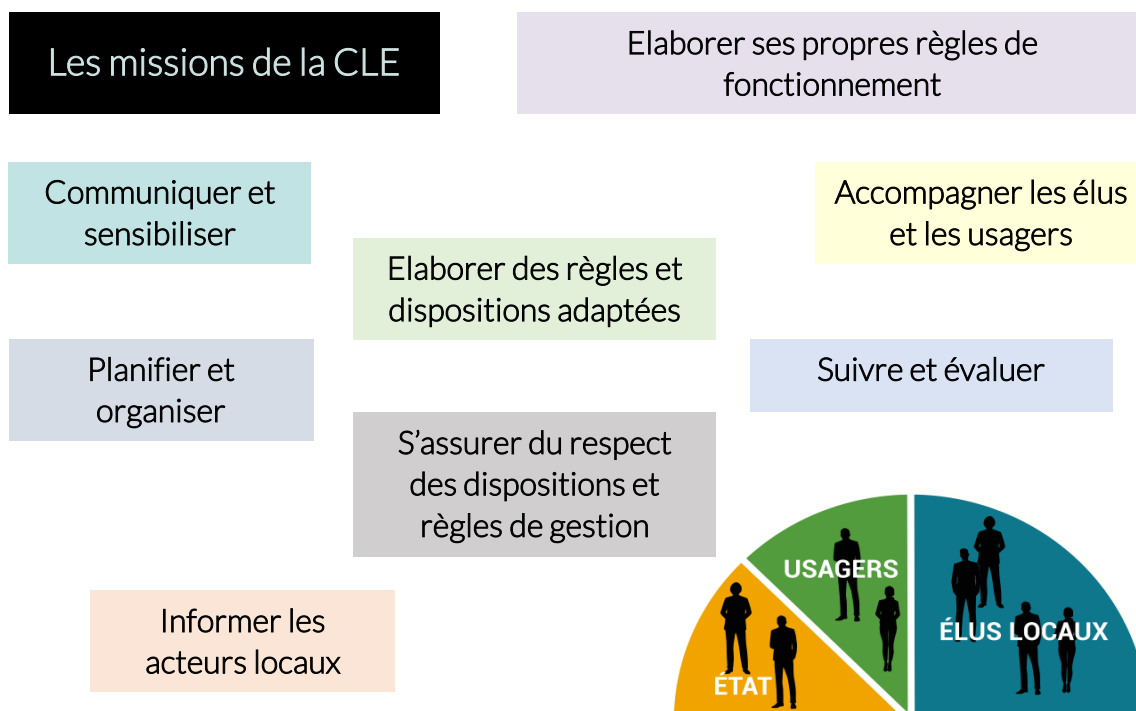 Les missions de la CLE
Elaborer ses propres règles de
fonctionnement
Communiquer et
sensibiliser
Accompagner les élus
et les usagers
Elaborer des règles et
dispositions adaptées
Planifier et
organiser
Suivre et évaluer
S'assurer du respect
des dispositions et
règles de gestion
Informer les
acteurs locaux
USAGERS
ÉLUS LOCAUX
ÉTAT